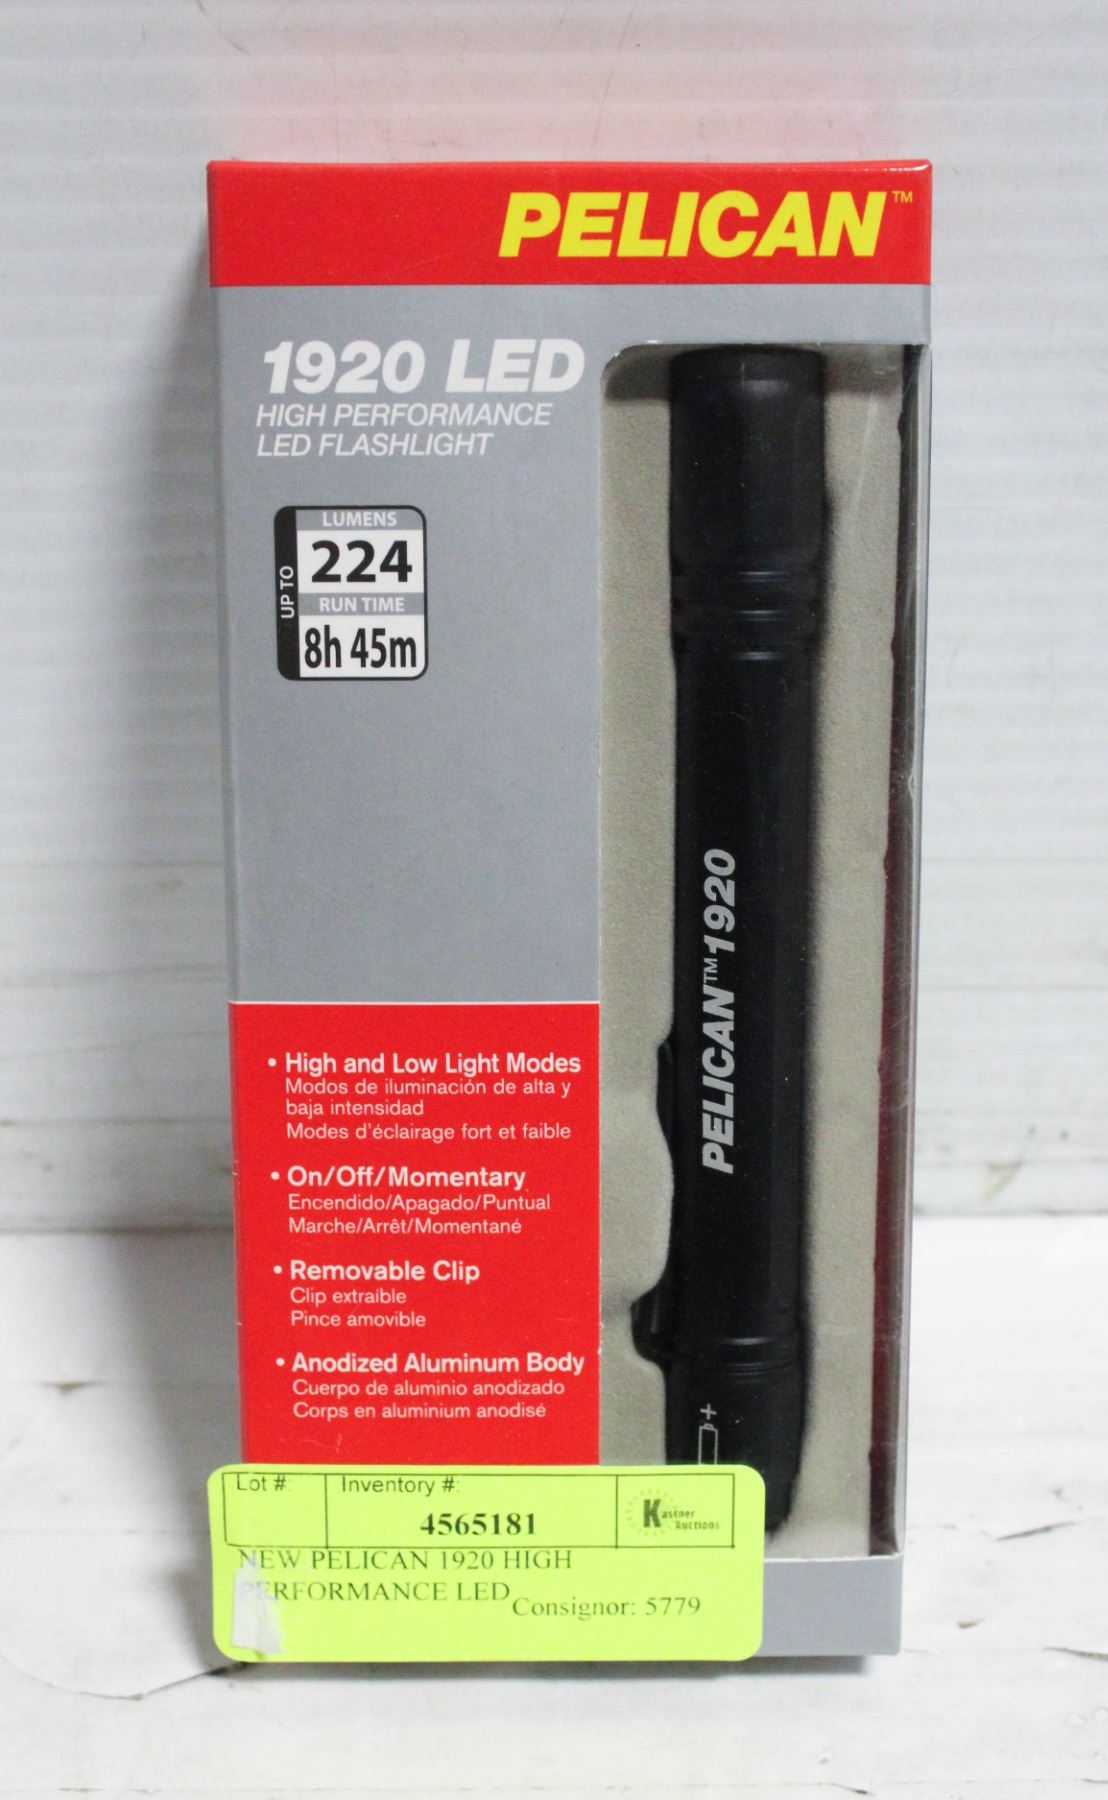 PELICAN™
1920 LED
HIGH PERFORMANCE
LED FLASHLIGHT
UP TO
LUMENS
224
RUN TIME
8h 45m
PELICAN™1920
• High and Low Light Modes
Modos de iluminación de alta y
baja intensidad
Modes d'éclairage fort et faible
• On/Off/Momentary
Encendido/Apagado/Puntual
Marche/Arrêt/Momentané
• Removable Clip
Clip extraíble
Pince amovible
• Anodized Aluminum Body
Cuerpo de aluminio anodizado
Corps en aluminium anodisé
+
Lot #:
Inventory #:
4565181
Kastner
Auctions
NEW PELICAN 1920 HIGH
PERFORMANCE LED
Consignor: 5779